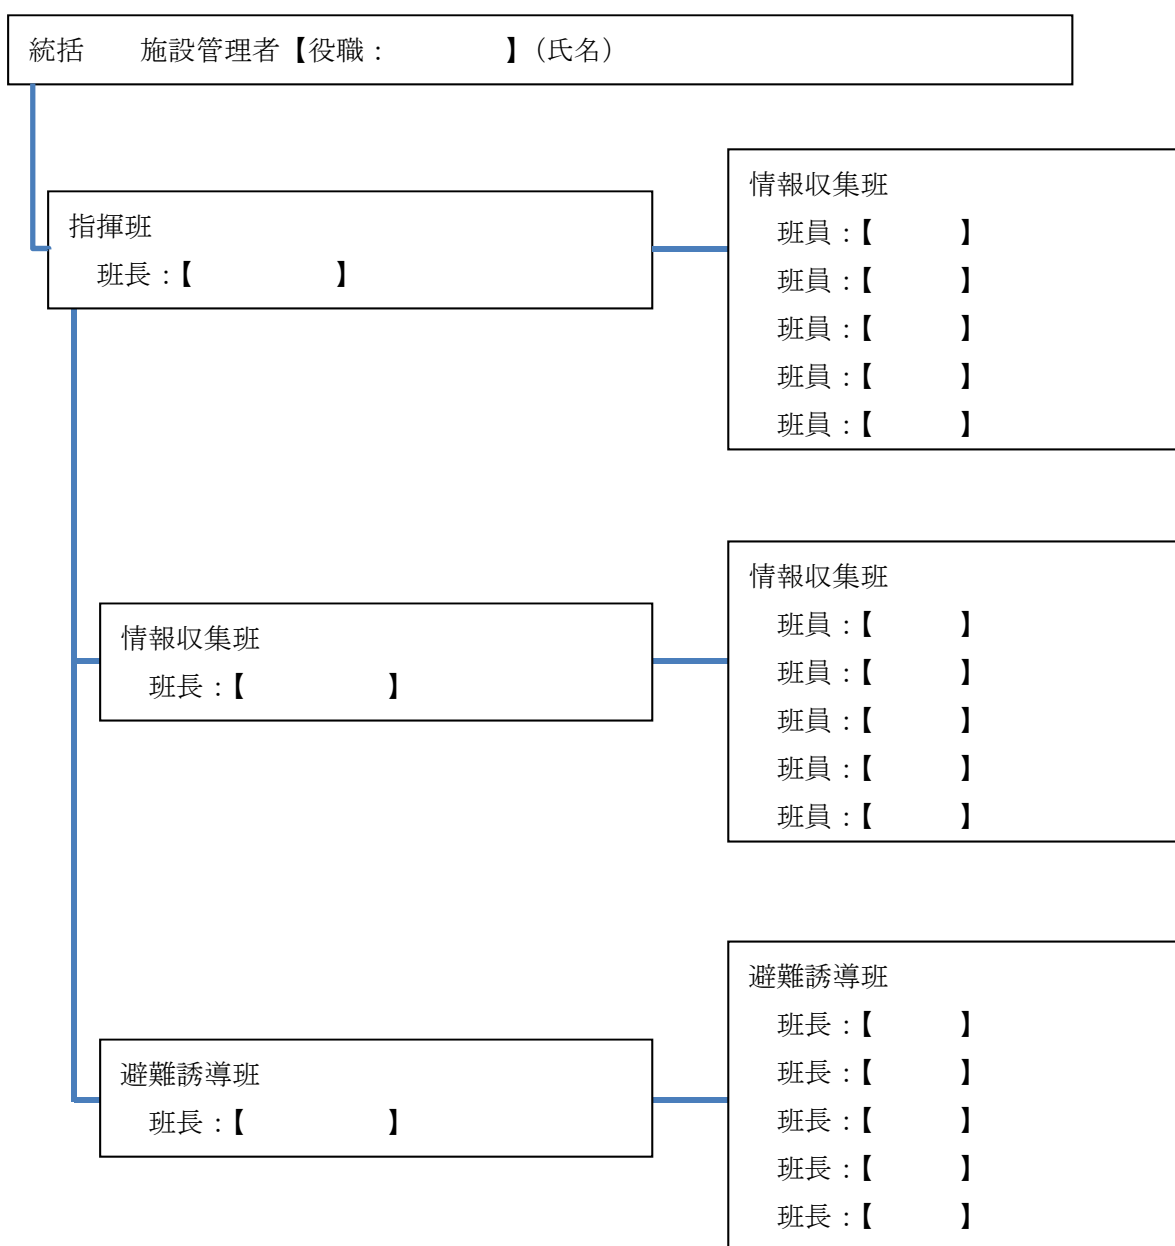 統括　　施設管理者【役職：　　　　】（氏名）
指揮班
班長：【　　　　　】
情報収集班
班員：【　　　】
班員：【　　　】
班員：【　　　】
班員：【　　　】
班員：【　　　】
情報収集班
班長：【　　　　　】
情報収集班
班員：【　　　】
班員：【　　　】
班員：【　　　】
班員：【　　　】
班員：【　　　】
避難誘導班
班長：【　　　　　】
避難誘導班
班長：【　　　】
班長：【　　　】
班長：【　　　】
班長：【　　　】
班長：【　　　】